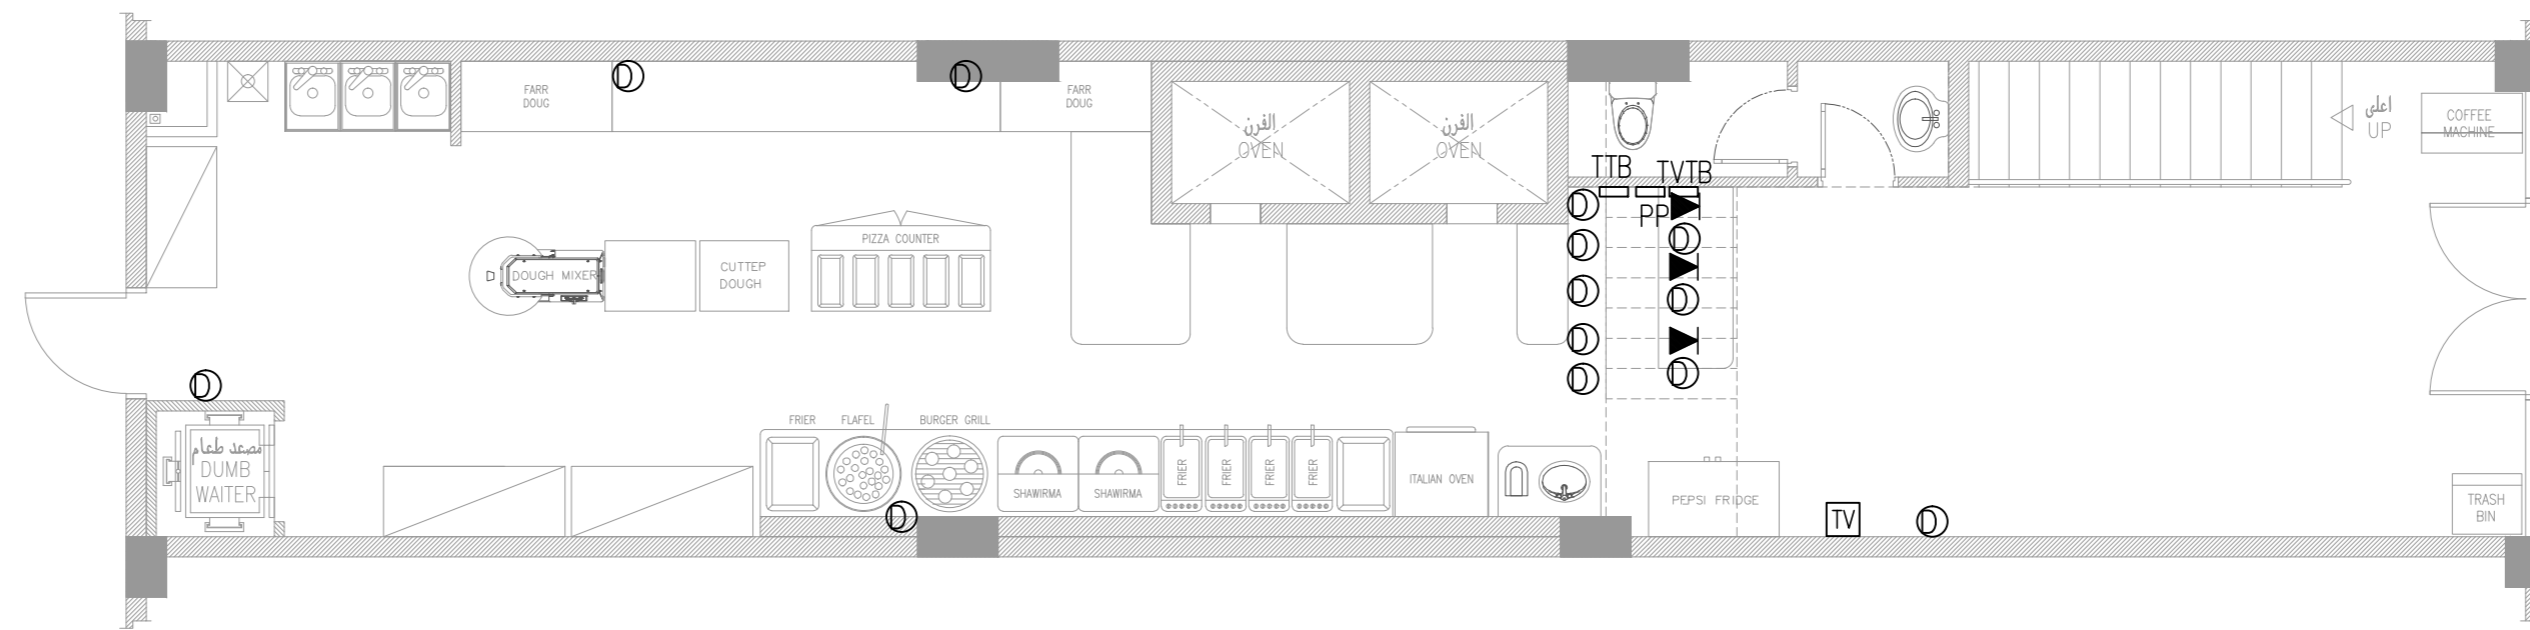 FARR
DOUG
D
D
FARR
DOUG
الفرن
OVEN
الفرن
OVEN
اعلى
UP
COFFEE
MACHINE
TTB
TVTB
PP
D
D
D
D
D
D
D
D
PIZZA COUNTER
DOUGH MIXER
CUTTEP
DOUGH
D
مصعد طعام
DUMB
WAITER
FRIER
FLAFEL
BURGER GRILL
SHAWIRMA
SHAWIRMA
FRIER
FRIER
FRIER
FRIER
ITALIAN OVEN
D
PEPSI FRIDGE
TV
D
TRASH
BIN